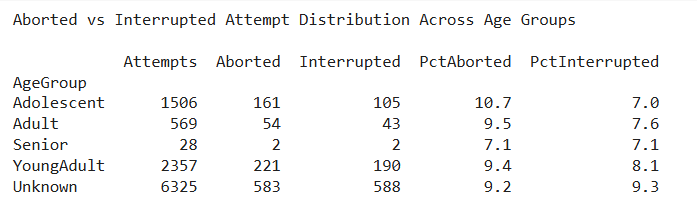 Aborted vs Interrupted Attempt Distribution Across Age Groups
Attempts Aborted Interrupted PctAborted PctInterrupted
AgeGroup
Adolescent 1506 161 105 10.7 7.0
Adult 569 54 43 9.5 7.6
Senior 28 2 2 7.1 7.1
YoungAdult 2357 221 190 9.4 8.1
Unknown 6325 583 588 9.2 9.3